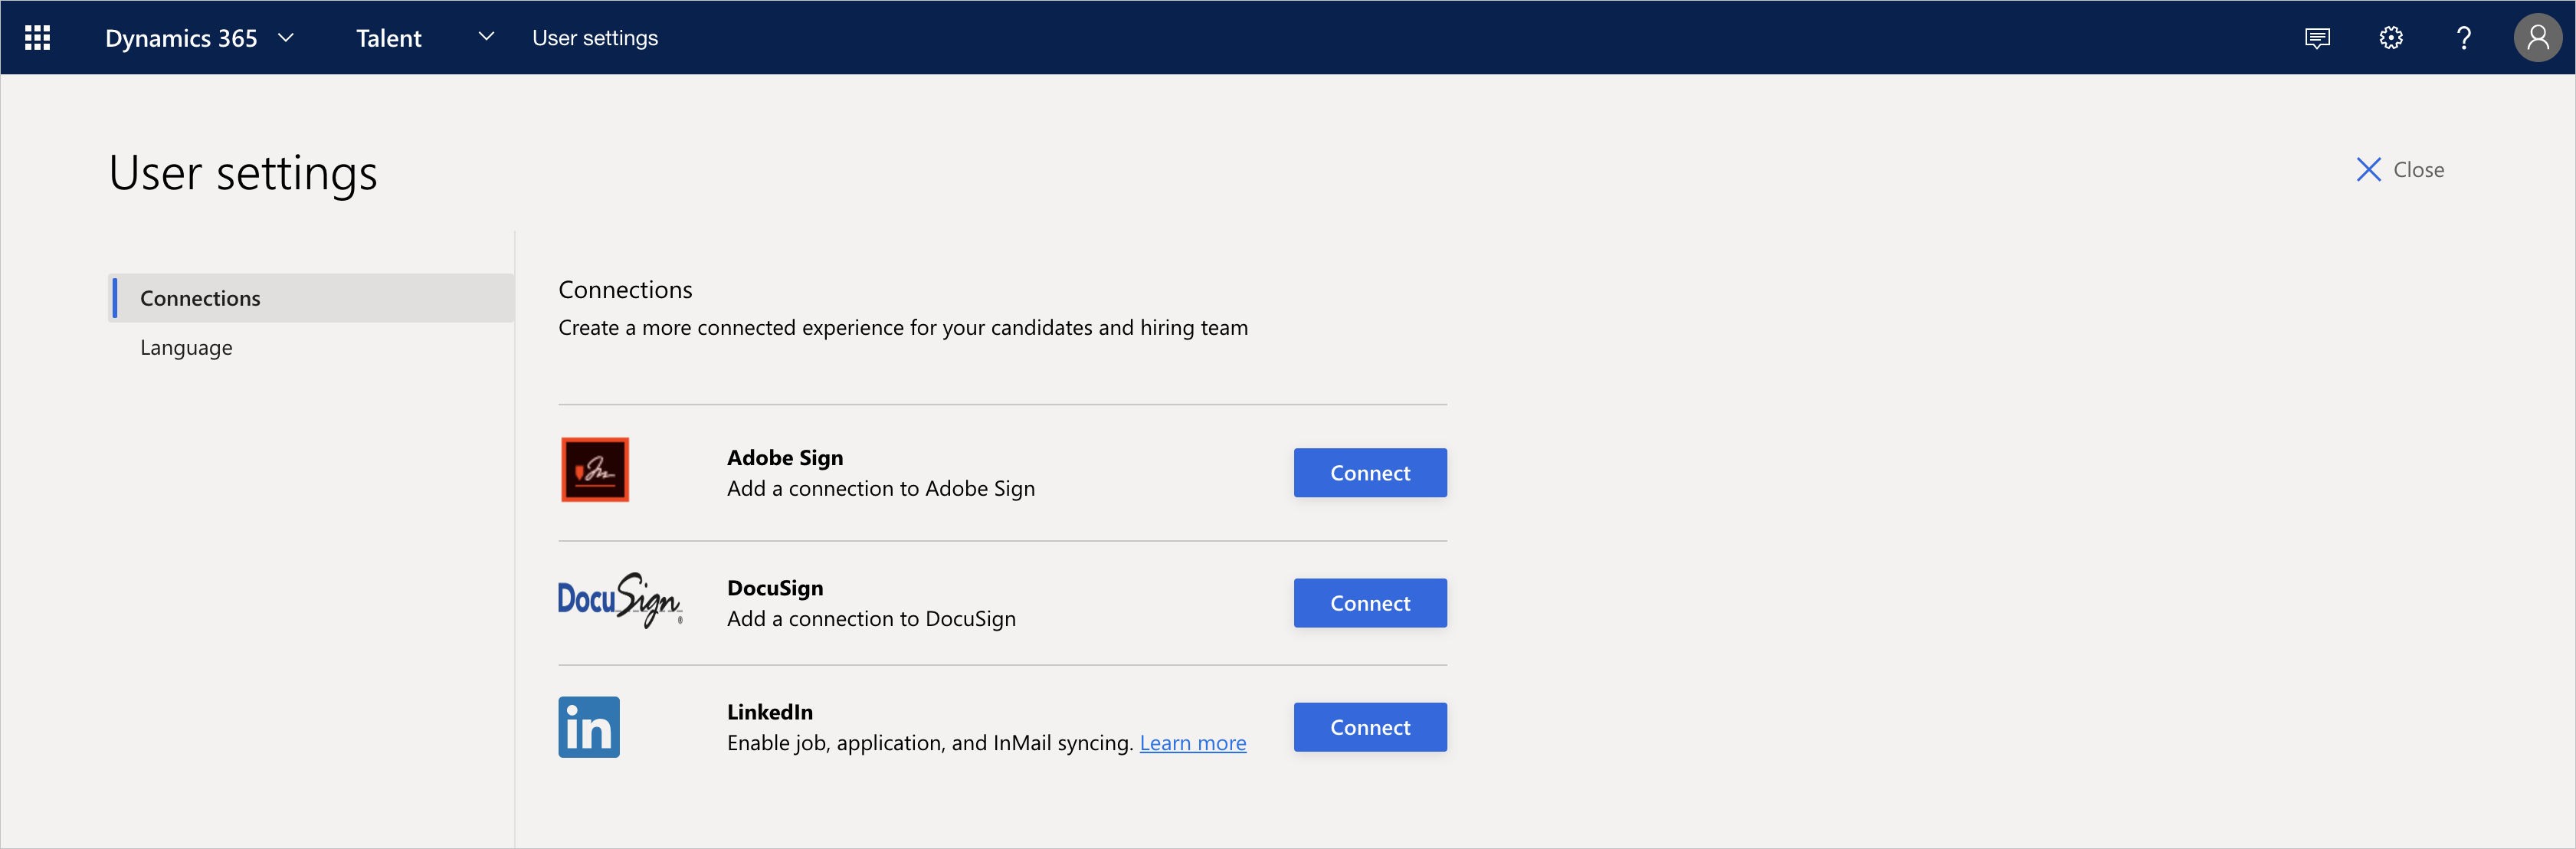 Dynamics 365 Talent User settings
User settings
Close
Connections
Language
Connections
Create a more connected experience for your candidates and hiring team
Adobe Sign
Add a connection to Adobe Sign
Connect
DocuSign®
DocuSign
Add a connection to DocuSign
Connect
in
LinkedIn
Enable job, application, and InMail syncing. Learn more
Connect